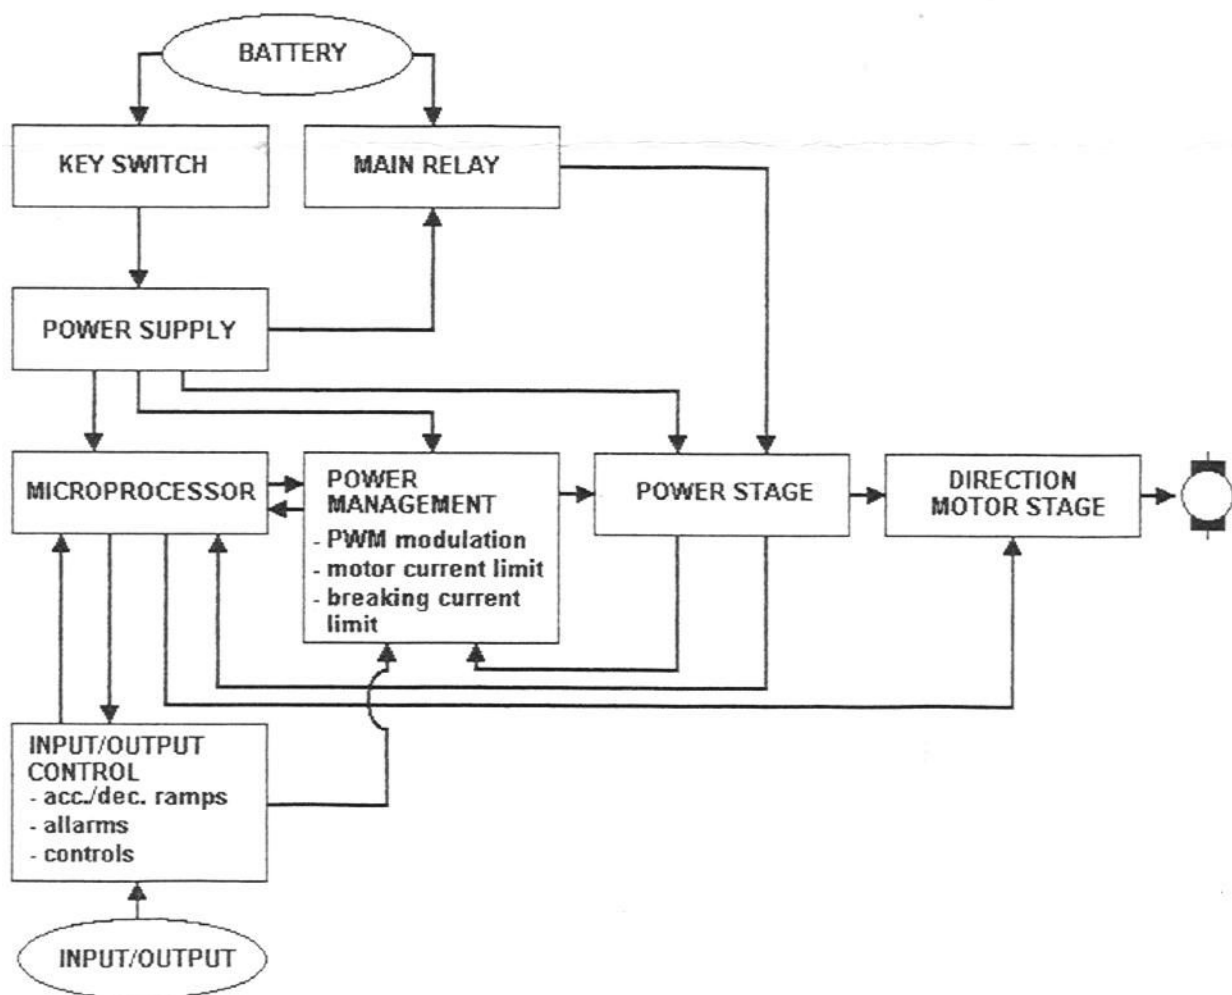 BATTERY
KEY SWITCH
MAIN RELAY
POWER SUPPLY
MICROPROCESSOR
POWER
MANAGEMENT
- PWM modulation
- motor current limit
- breaking current
limit
POWER STAGE
DIRECTION
MOTOR STAGE
INPUT/OUTPUT
CONTROL
- acc./dec. ramps
- allarms
- controls
INPUT/OUTPUT